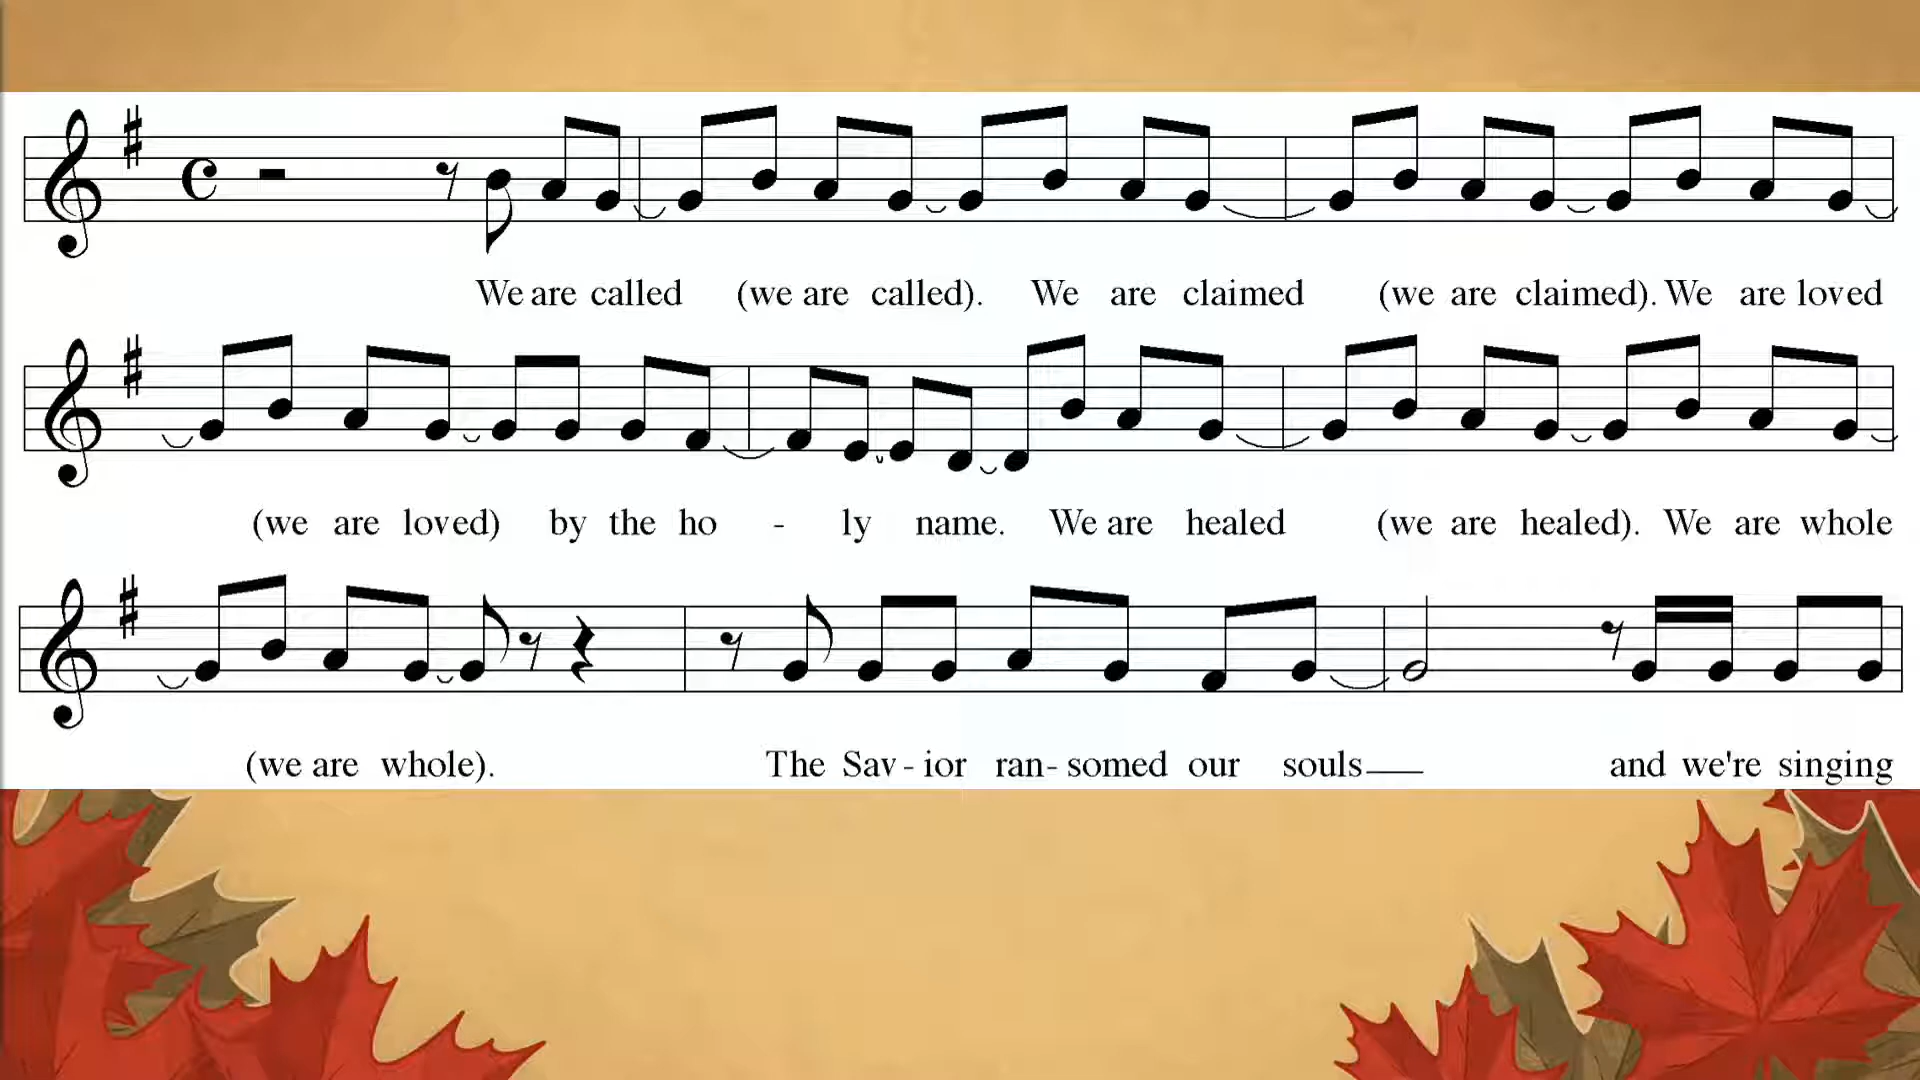 We are called (we are called). We are claimed (we are claimed). We are loved
(we are loved) by the ho - ly name. We are healed (we are healed). We are whole
(we are whole). The Sav - ior ran - somed our souls and we're singing